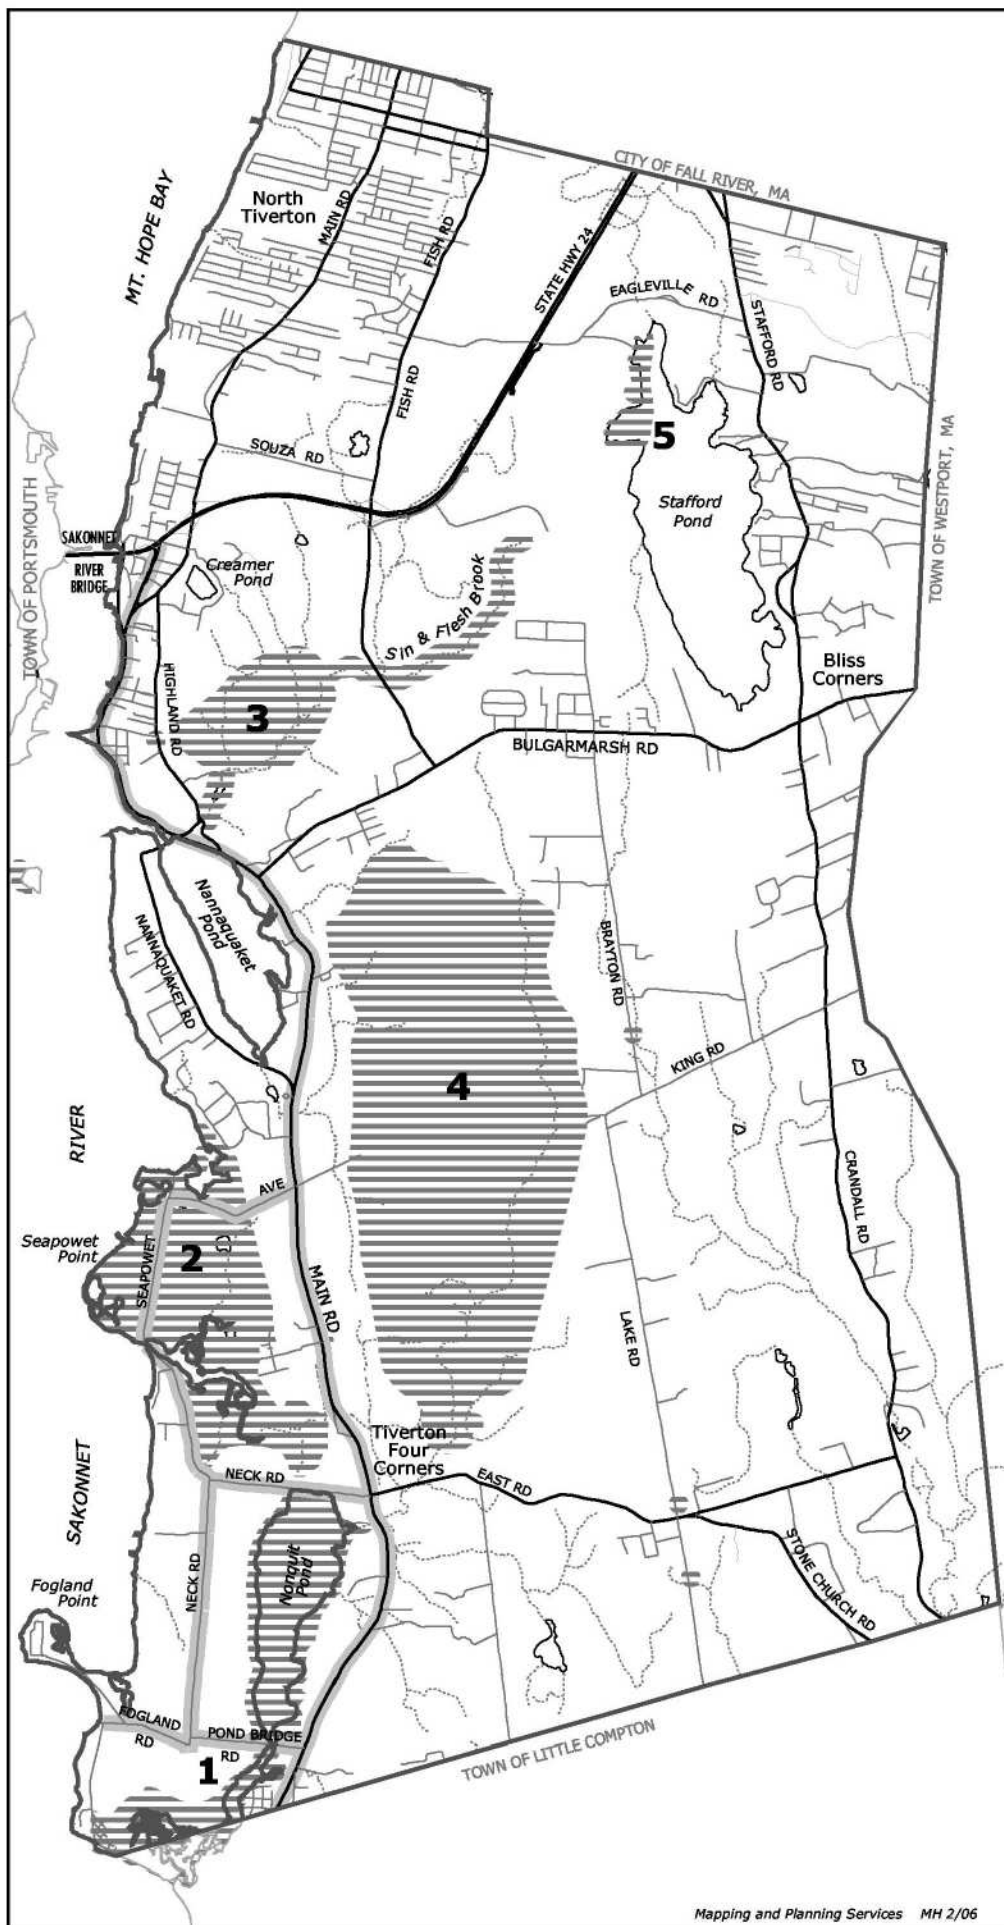 CITY OF FALL RIVER, MA
MT. HOPE BAY
North
Tiverton
MAIN RD
FISH RD
STATE HWY 24
EAGLEVILLE RD
STAFFORD RD
FISH RD
SOUZA RD
5
Stafford
Pond
TOWN OF WESTPORT, MA
TOWN OF PORTSMOUTH
SAKONNET
RIVER
BRIDGE
Creamer
Pond
Sin & Flesh Brook
HIGHLAND RD
3
Bliss
Corners
BULGARMARSH RD
Nannaquaket
Pond
NANNAQUAKET RD
BRAYTON RD
KING RD
4
RIVER
AVE
CRANDALL RD
Seapowet
Point
SEAPOWET
2
MAIN RD
LAKE RD
Tiverton
Four
Corners
SAKONNET
NECK RD
EAST RD
Fogland
Point
NECK RD
Nonquit
Pond
STONE CHURCH RD
FOGLAND
RD
POND BRIDGE
RD
1
TOWN OF LITTLE COMPTON
Mapping and Planning Services MH 2/06